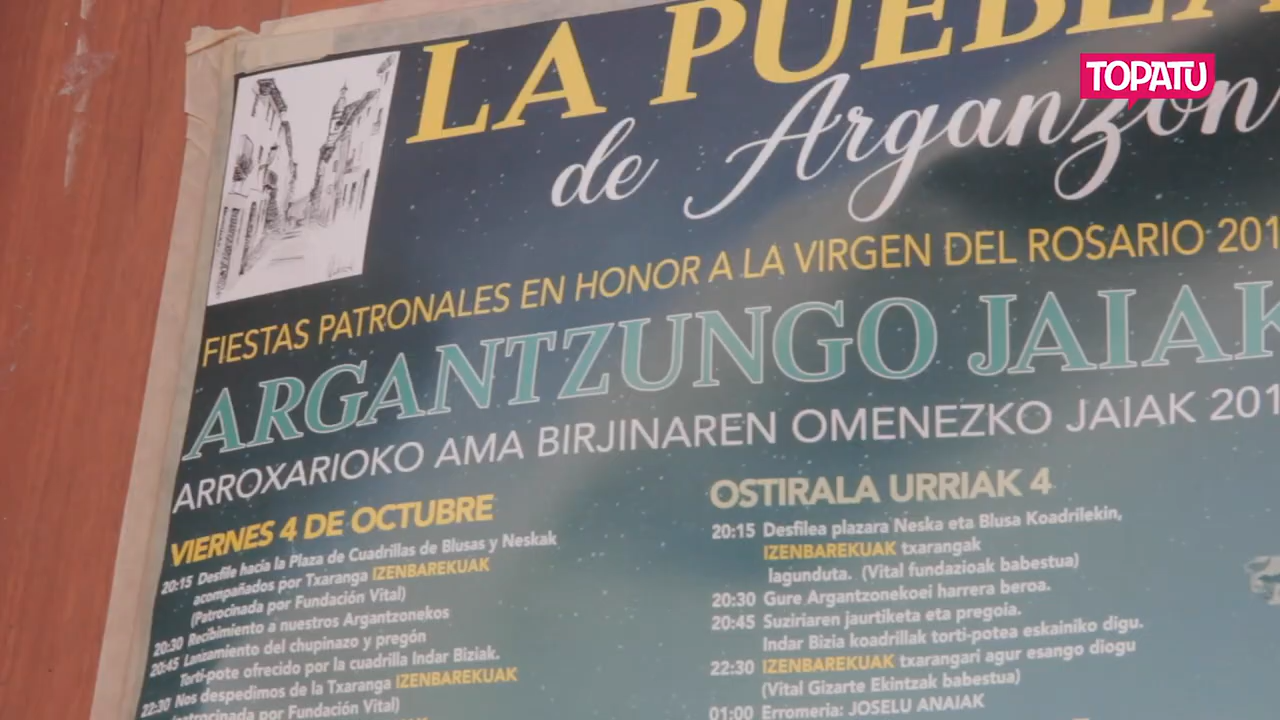 TOPATU
LA PUEBLA
de Arganzón
FIESTAS PATRONALES EN HONOR A LA VIRGEN DEL ROSARIO 201
ARGANTZUNGO JAIAK
ARROXARIOKO AMA BIRJINAREN OMENEZKO JAIAK 201
VIERNES 4 DE OCTUBRE
20:15 Desfile hacia la Plaza de Cuadrillas de Blusas y Neskak
acompañados por Txaranga IZENBAREKUAK
(Patrocinada por Fundación Vital)
20:30 Recibimiento a nuestros Argantzonekos
20:45 Lanzamiento del chupinazo y pregón
Torti-pote ofrecido por la cuadrilla Indar Biziak.
22:30 Nos despedimos de la Txaranga IZENBAREKUAK
(patrocinada por Fundación Vital)
OSTIRALA URRIAK 4
20:15 Desfilea plazara Neska eta Blusa Koadrilekin,
IZENBAREKUAK txarangak
lagunduta. (Vital fundazioak babestua)
20:30 Gure Argantzonekoei harrera beroa.
20:45 Suziriaren jaurtiketa eta pregoia.
Indar Bizia koadrillak torti-potea eskainiko digu.
22:30 IZENBAREKUAK txarangari agur esango diogu
(Vital Gizarte Ekintzak babestua)
01:00 Erromeria: JOSELU ANAIAK